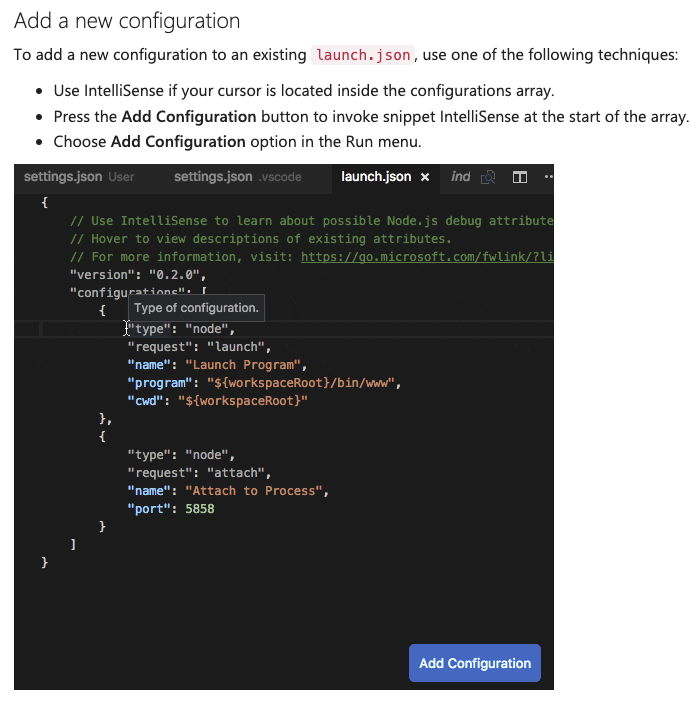 Add a new configuration
To add a new configuration to an existing launch.json, use one of the following techniques:
• Use IntelliSense if your cursor is located inside the configurations array.
• Press the Add Configuration button to invoke snippet IntelliSense at the start of the array.
• Choose Add Configuration option in the Run menu.
settings.json User settings.json .vscode launch.json × ind ··
{
// Use IntelliSense to learn about possible Node.js debug attribute
// Hover to view descriptions of existing attributes.
// For more information, visit: https://go.microsoft.com/fwlink/?li
"version": "0.2.0",
"configurations": [
{
Type of configuration.
"type": "node",
"request": "launch",
"name": "Launch Program",
"program": "${workspaceRoot}/bin/www",
"cwd": "${workspaceRoot}"
},
{
"type": "node",
"request": "attach",
"name": "Attach to Process",
"port": 5858
}
]
}
Add Configuration